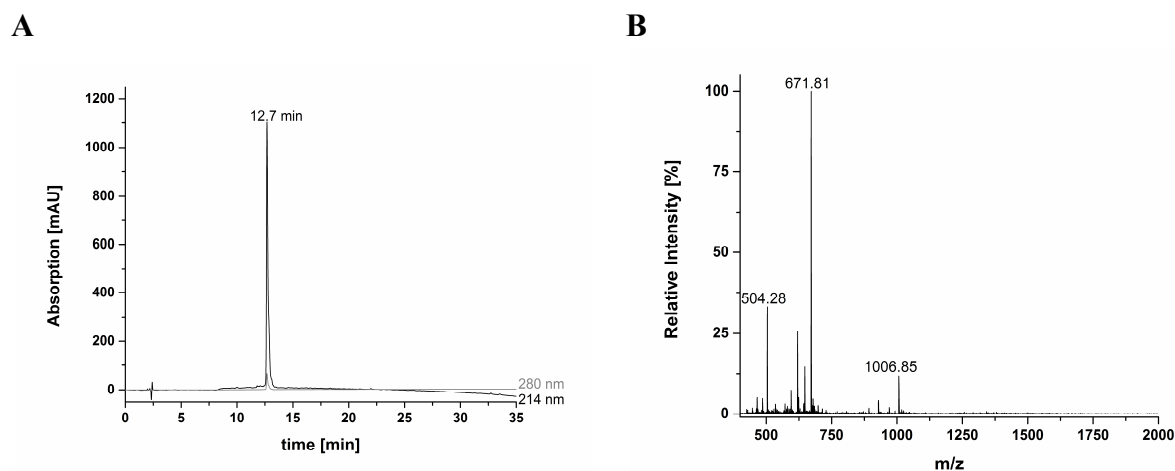 A
B
12.7 min
Absorption [mAU]
1200
1000
800
600
400
200
0
280 nm
214 nm
0 5 10 15 20 25 30 35
time [min]
671.81
504.28
1006.85
Relative Intensity [%]
100
75
50
25
0
500 750 1000 1250 1500 1750 2000
m/z